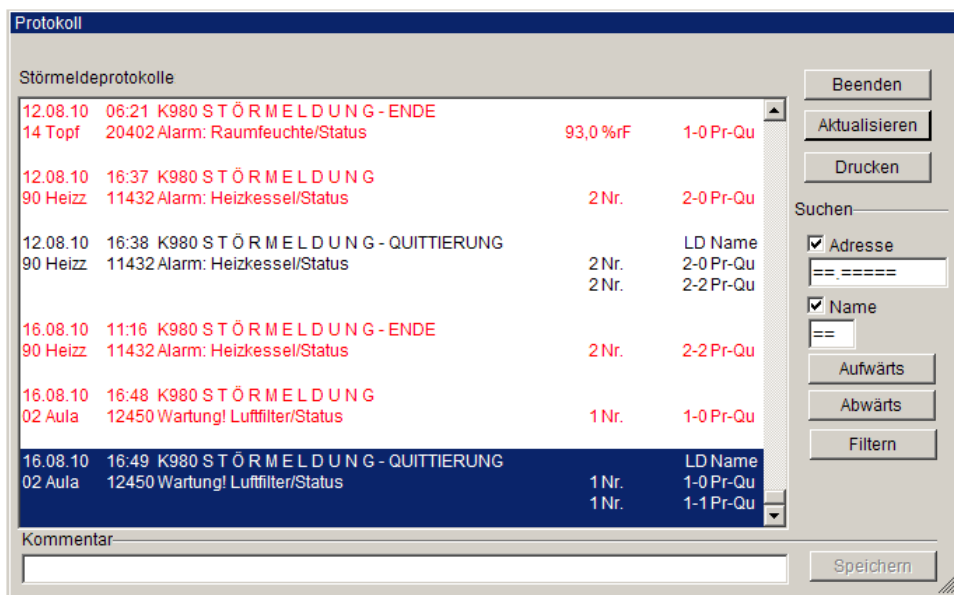 Protokoll
Störmeldeprotokolle
12.08.10 06:21 K980 S T Ö R M E L D U N G - ENDE
14 Topf 20402 Alarm: Raumfeuchte/Status 93,0 %rF 1-0 Pr-Qu
12.08.10 16:37 K980 S T Ö R M E L D U N G
90 Heizz 11432 Alarm: Heizkessel/Status 2 Nr. 2-0 Pr-Qu
12.08.10 16:38 K980 S T Ö R M E L D U N G - QUITTIERUNG LD Name
90 Heizz 11432 Alarm: Heizkessel/Status 2 Nr. 2-0 Pr-Qu
2 Nr. 2-2 Pr-Qu
16.08.10 11:16 K980 S T Ö R M E L D U N G - ENDE
90 Heizz 11432 Alarm: Heizkessel/Status 2 Nr. 2-2 Pr-Qu
16.08.10 16:48 K980 S T Ö R M E L D U N G
02 Aula 12450 Wartung! Luftfilter/Status 1 Nr. 1-0 Pr-Qu
16.08.10 16:49 K980 S T Ö R M E L D U N G - QUITTIERUNG LD Name
02 Aula 12450 Wartung! Luftfilter/Status 1 Nr. 1-0 Pr-Qu
1 Nr. 1-1 Pr-Qu
Kommentar
Beenden
Aktualisieren
Drucken
Suchen
Adresse
==.=====
Name
==
Aufwärts
Abwärts
Filtern
Speichern